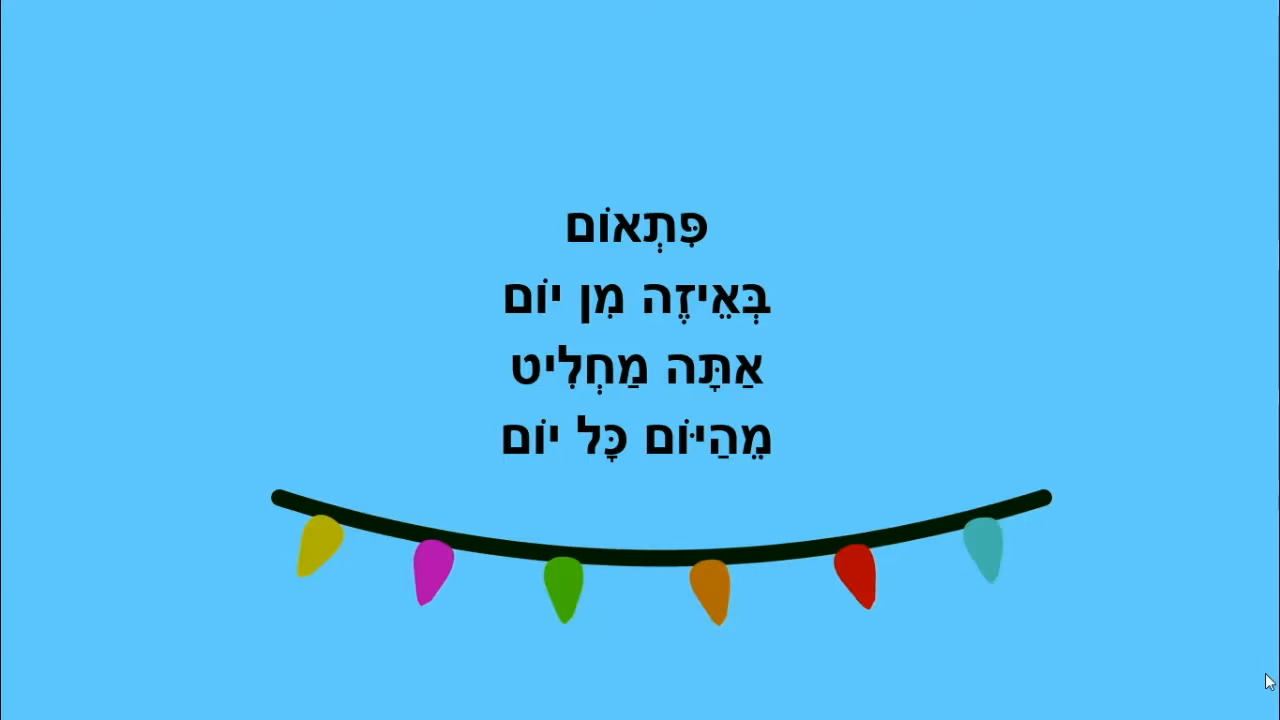 פִּתְאוֹם
בְּאֵיזֶה מִן יוֹם
אַתָּה מַחְלִיט
מֵהַיּוֹם כָּל יוֹם